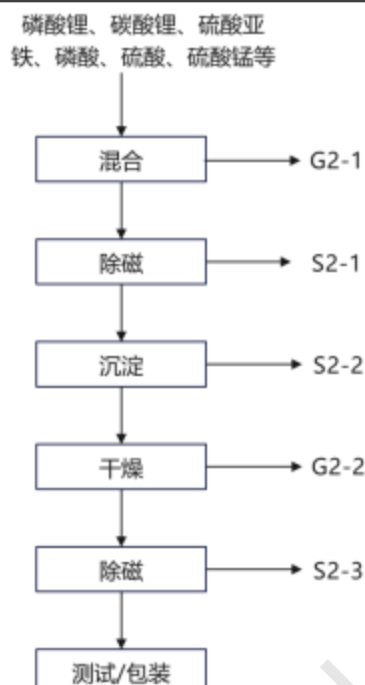 磷酸锂、碳酸锂、硫酸亚
铁、磷酸、硫酸、硫酸锰等
混合
G2-1
除磁
S2-1
沉淀
S2-2
干燥
G2-2
除磁
S2-3
测试/包装